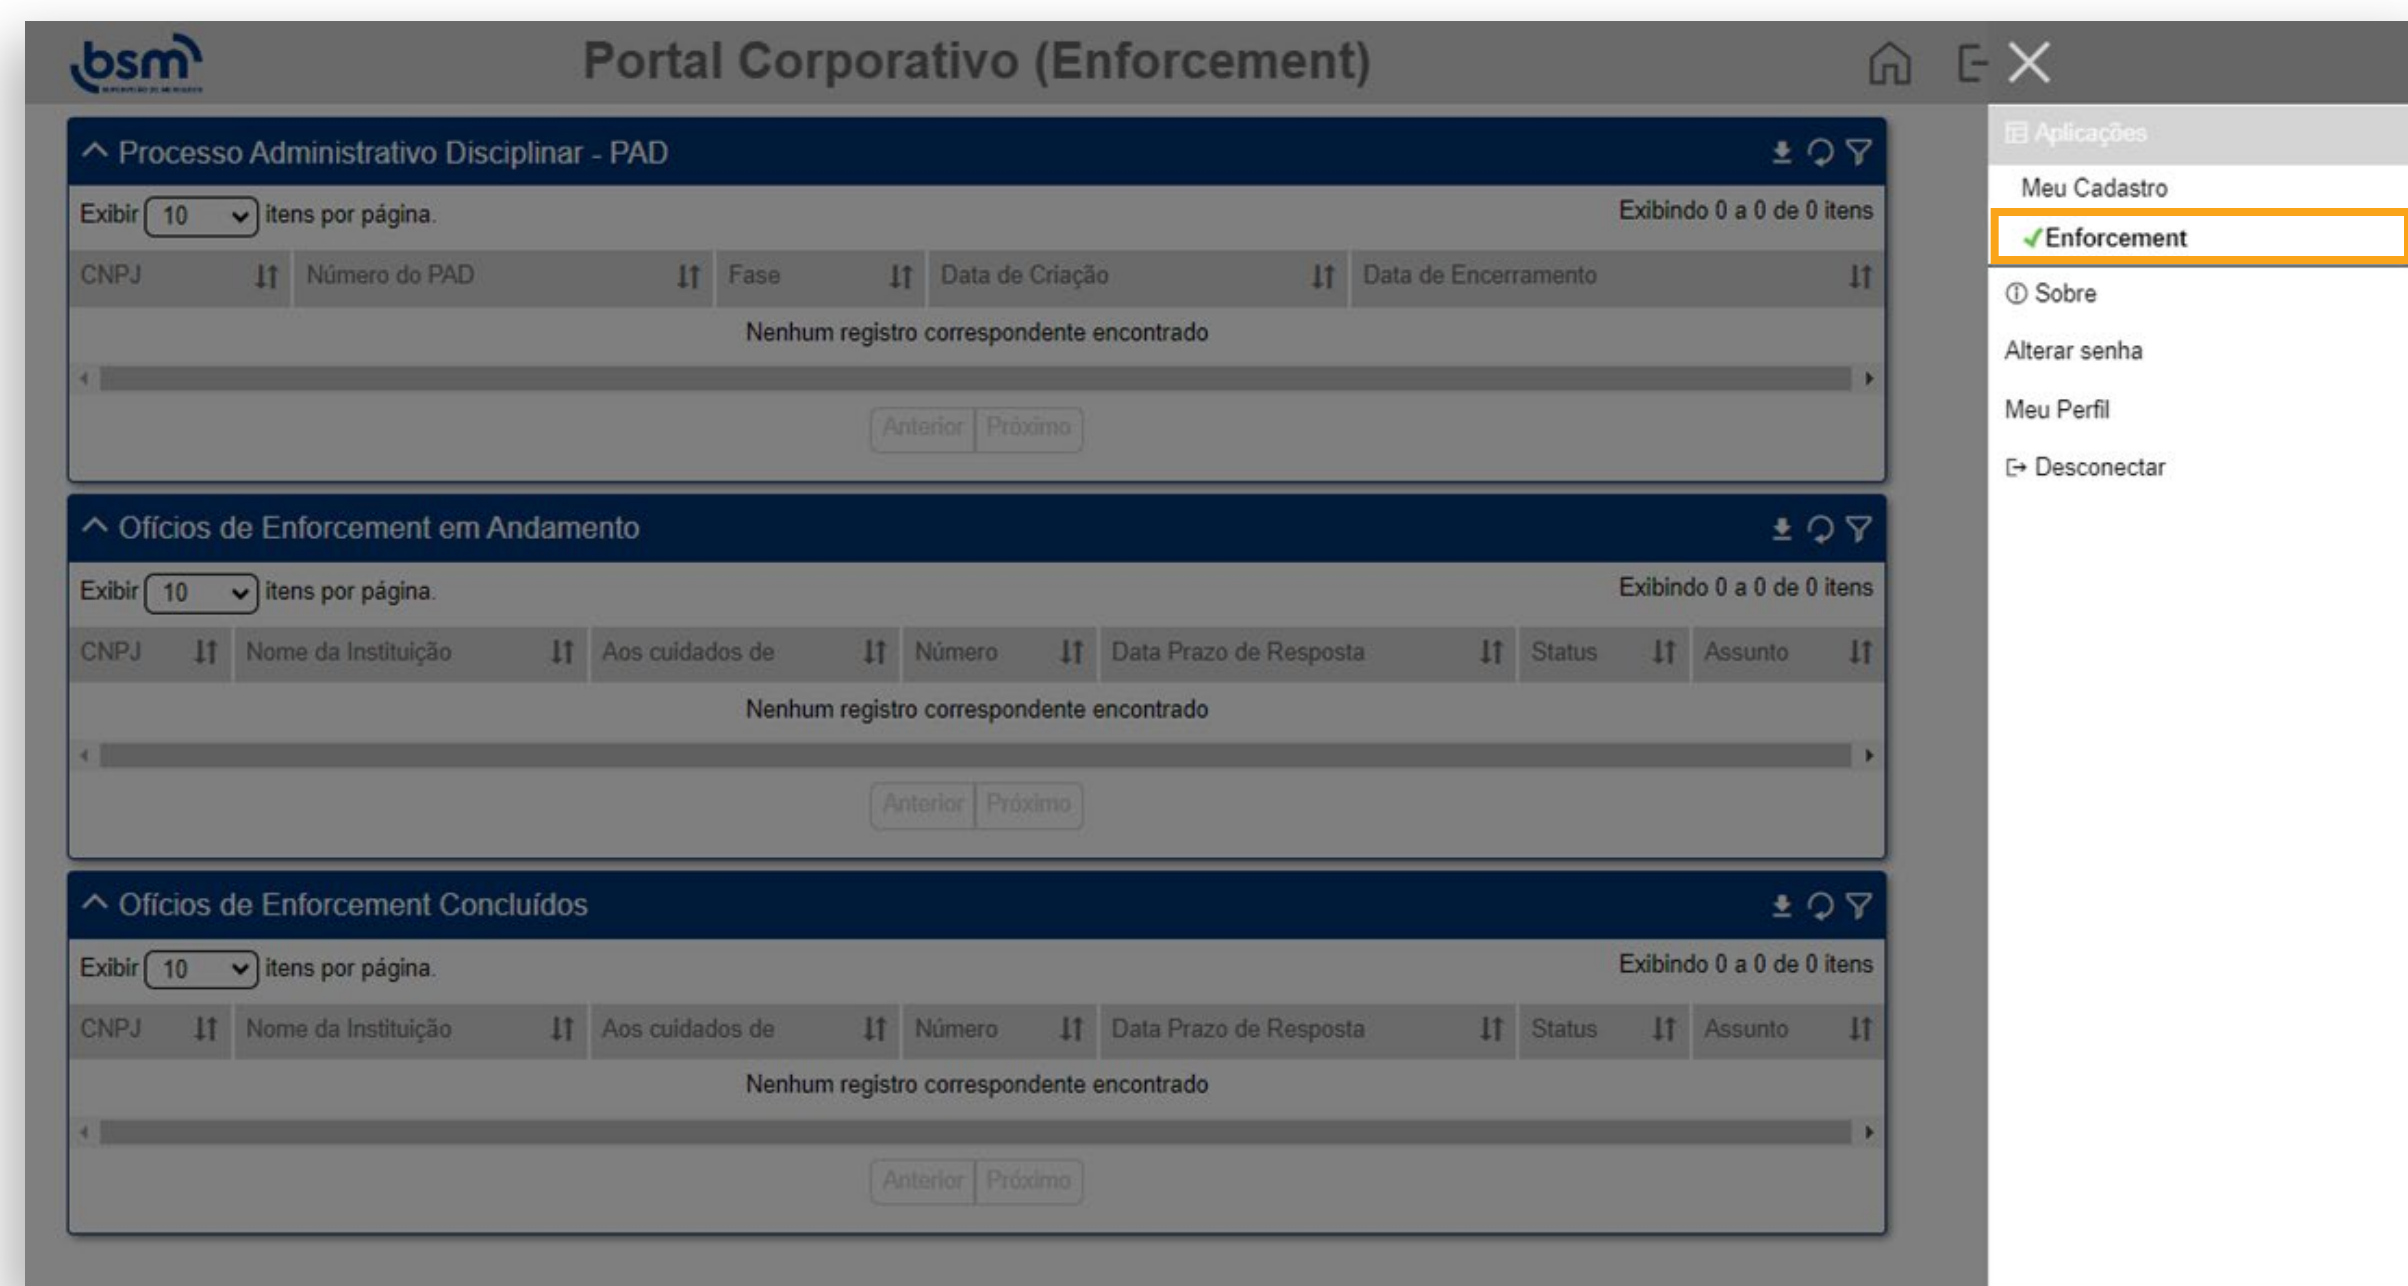 bsm
Portal Corporativo (Enforcement)
Processo Administrativo Disciplinar - PAD
Exibir 10 itens por página.
Exibindo 0 a 0 de 0 itens
CNPJ Número do PAD Fase Data de Criação Data de Encerramento
Nenhum registro correspondente encontrado
Anterior Próximo
Ofícios de Enforcement em Andamento
Exibir 10 itens por página.
Exibindo 0 a 0 de 0 itens
CNPJ Nome da Instituição Aos cuidados de Número Data Prazo de Resposta Status Assunto
Nenhum registro correspondente encontrado
Anterior Próximo
Ofícios de Enforcement Concluídos
Exibir 10 itens por página.
Exibindo 0 a 0 de 0 itens
CNPJ Nome da Instituição Aos cuidados de Número Data Prazo de Resposta Status Assunto
Nenhum registro correspondente encontrado
Anterior Próximo
Aplicações
Meu Cadastro
Enforcement
Sobre
Alterar senha
Meu Perfil
Desconectar